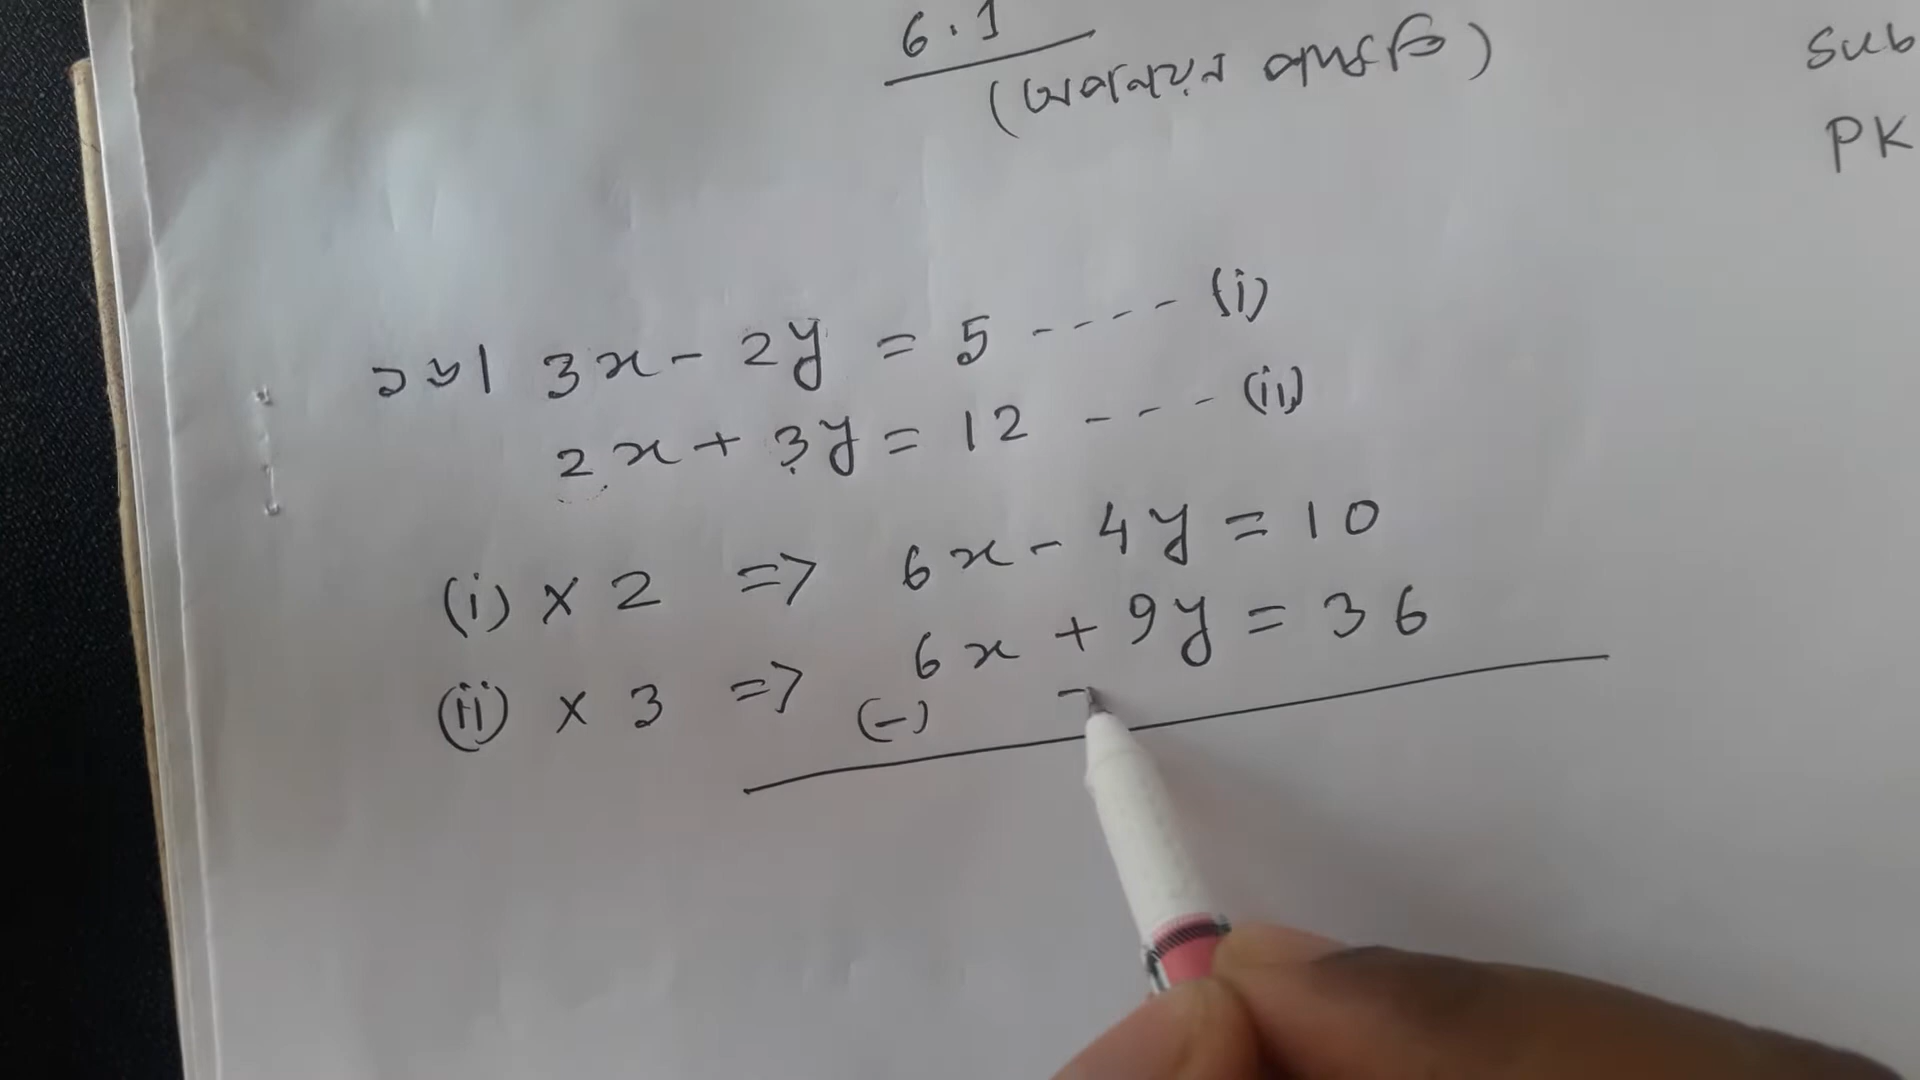 6.1
(অপনয়ন পদ্ধতি)
Sub
PK
১৬। 3x - 2y = 5 ---- (i)
2x + 3y = 12 --- (ii)
(i) × 2 => 6x - 4y = 10
(ii) × 3 => 6x + 9y = 36
(-) -